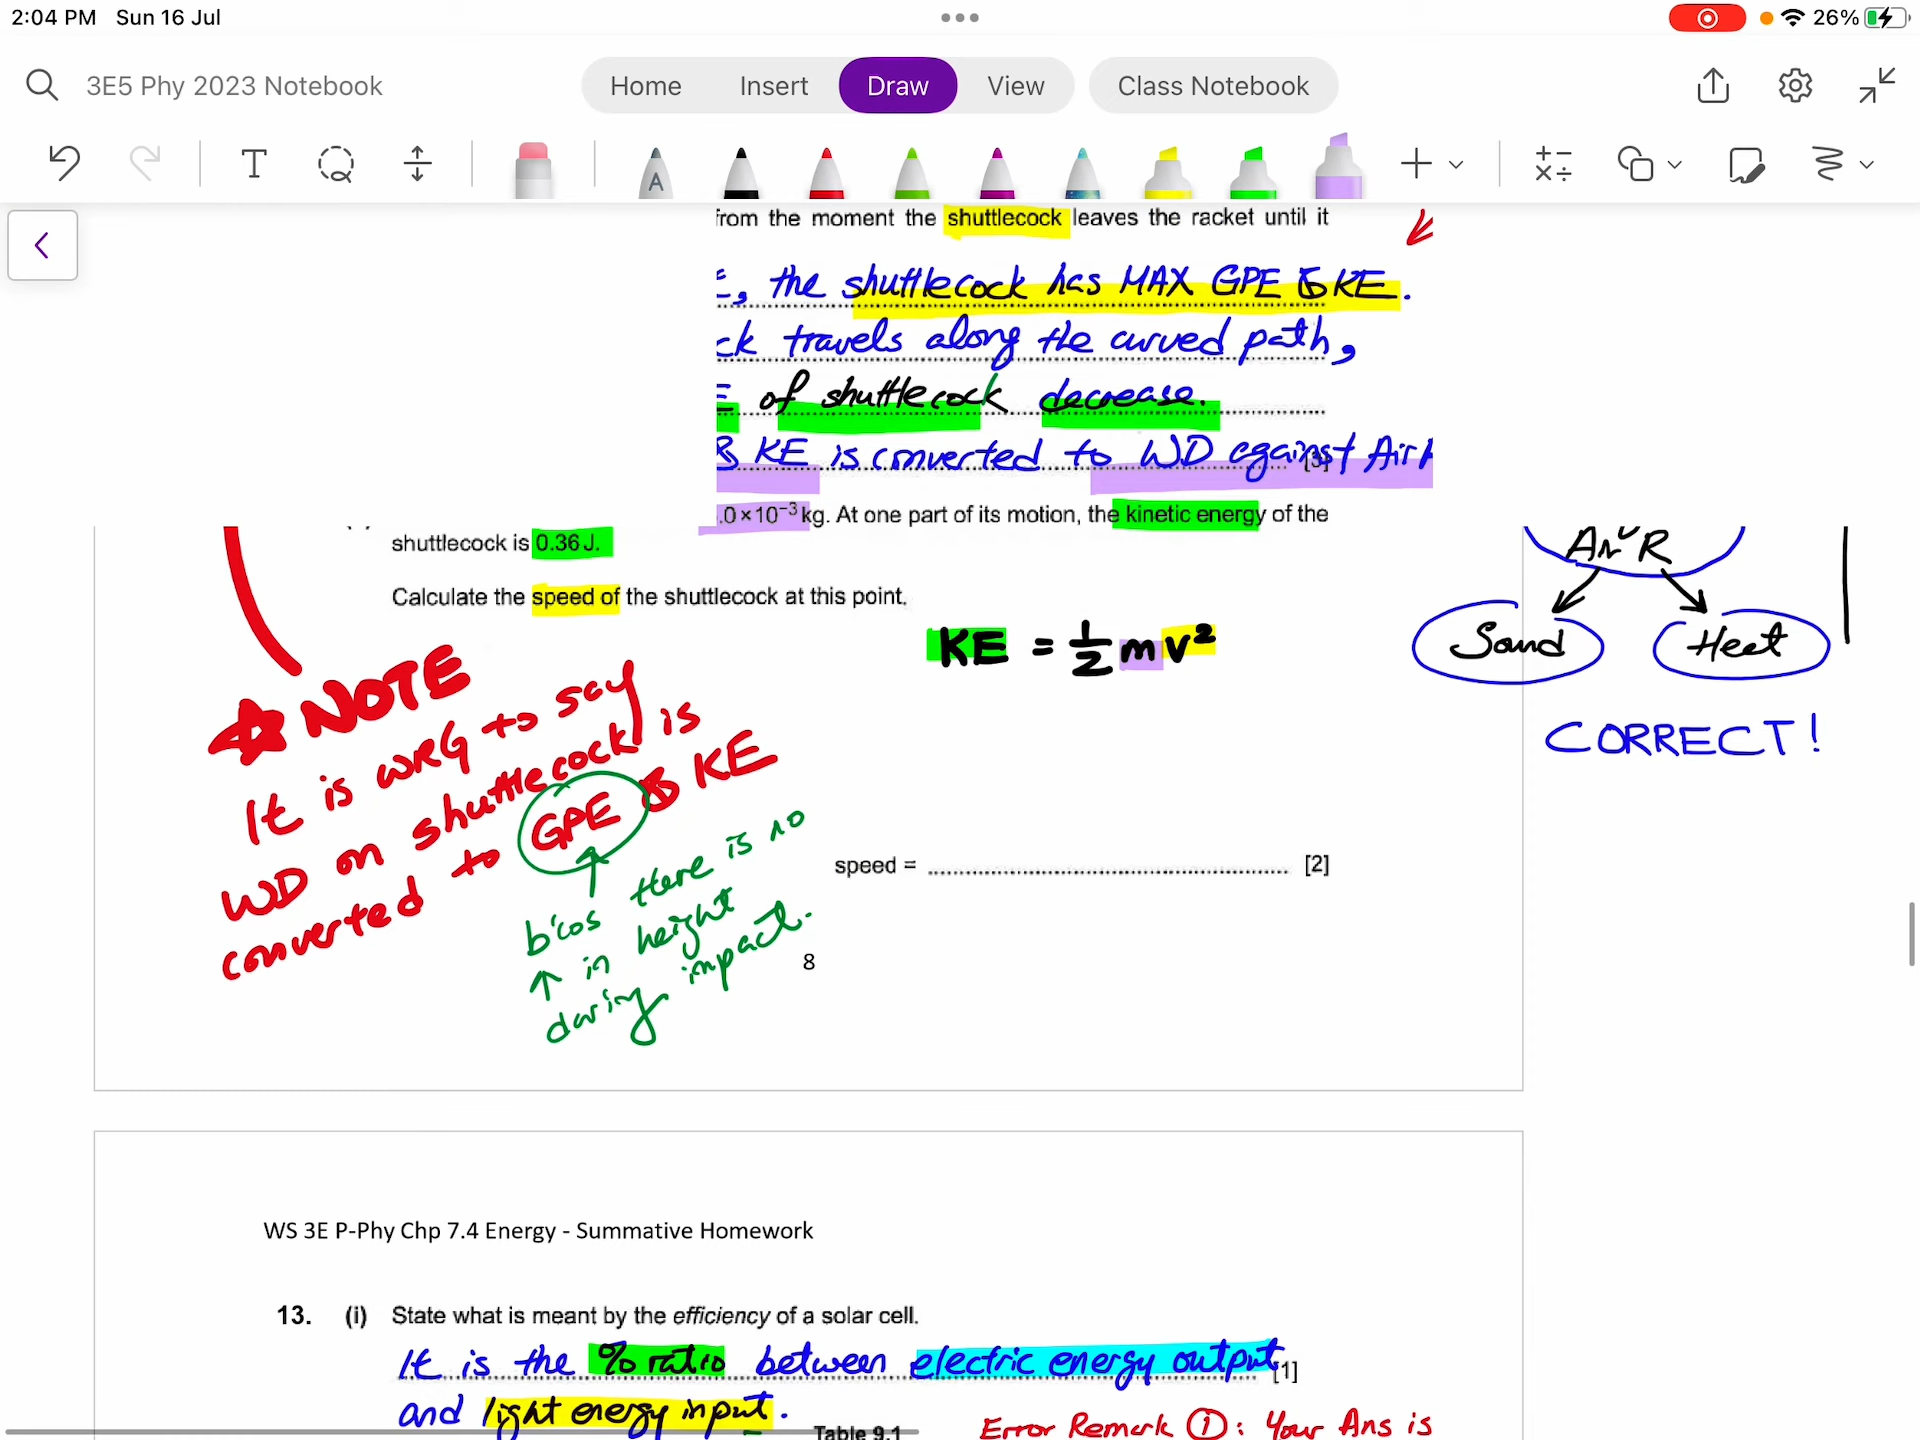 2:04 PM Sun 16 Jul
26%
3E5 Phy 2023 Notebook
Home Insert Draw View Class Notebook
T
A
from the moment the shuttlecock leaves the racket until it
, the shuttlecock has MAX GPE & KE.
ck travels along the curved path,
of shuttlecock decrease.
& KE is converted to WD against Air
[3]
.0×10⁻³ kg. At one part of its motion, the kinetic energy of the
shuttlecock is 0.36 J.
Calculate the speed of the shuttlecock at this point.
KE = ½mv²
Heat
CORRECT!
NOTE
It is WRG to say
WD on shuttlecock is
converted to GPE & KE
b'cos there is no
↑ in height
during impact.
speed = [2]
8
WS 3E P-Phy Chp 7.4 Energy - Summative Homework
13. (i) State what is meant by the efficiency of a solar cell.
It is the % ratio between electric energy output
[1]
and light energy input.
Table 9.1
Error Remark ①: Your Ans is